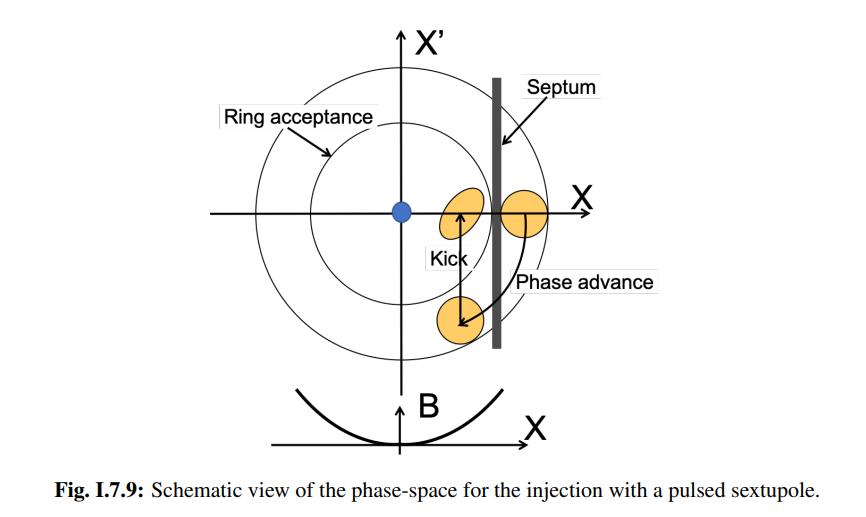 X’
Septum
Ring acceptance
X
Kick
Phase advance
B
X
Fig. I.7.9: Schematic view of the phase-space for the injection with a pulsed sextupole.